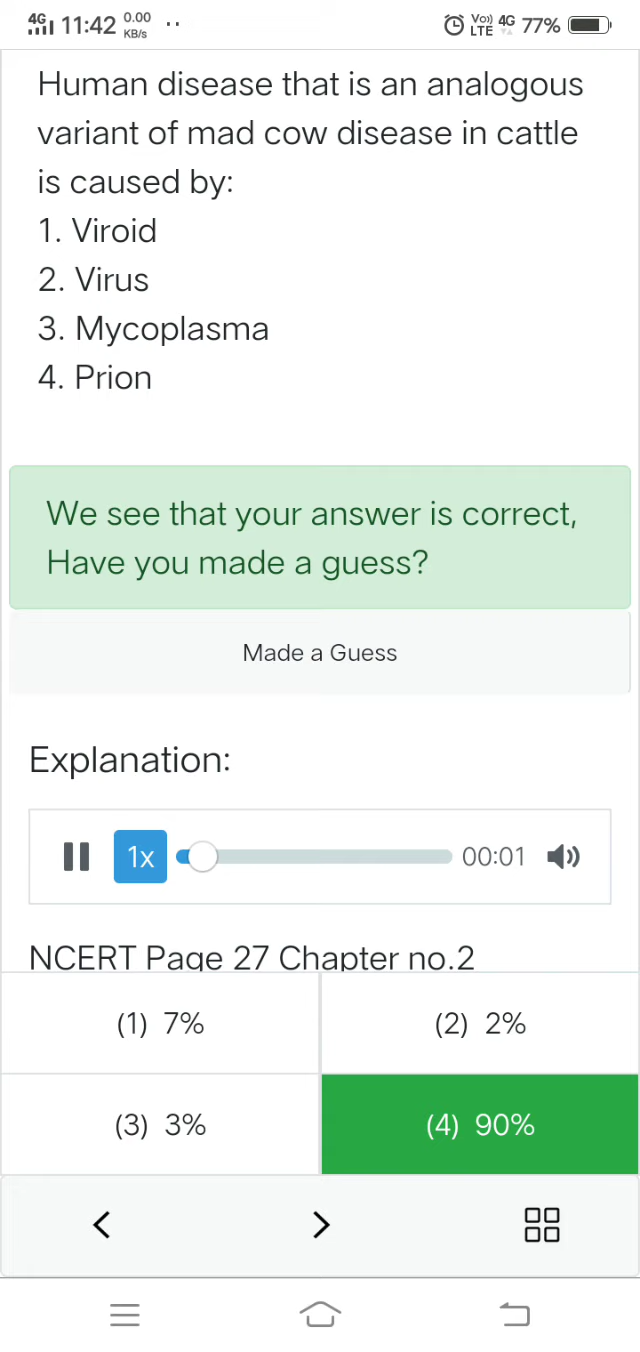 4G 11:42 0.00 KB/s .. Vo)) LTE 4G 77%
Human disease that is an analogous
variant of mad cow disease in cattle
is caused by:
1. Viroid
2. Virus
3. Mycoplasma
4. Prion
We see that your answer is correct,
Have you made a guess?
Made a Guess
Explanation:
1x 00:01
NCERT Page 27 Chapter no.2
(1) 7% (2) 2%
(3) 3% (4) 90%